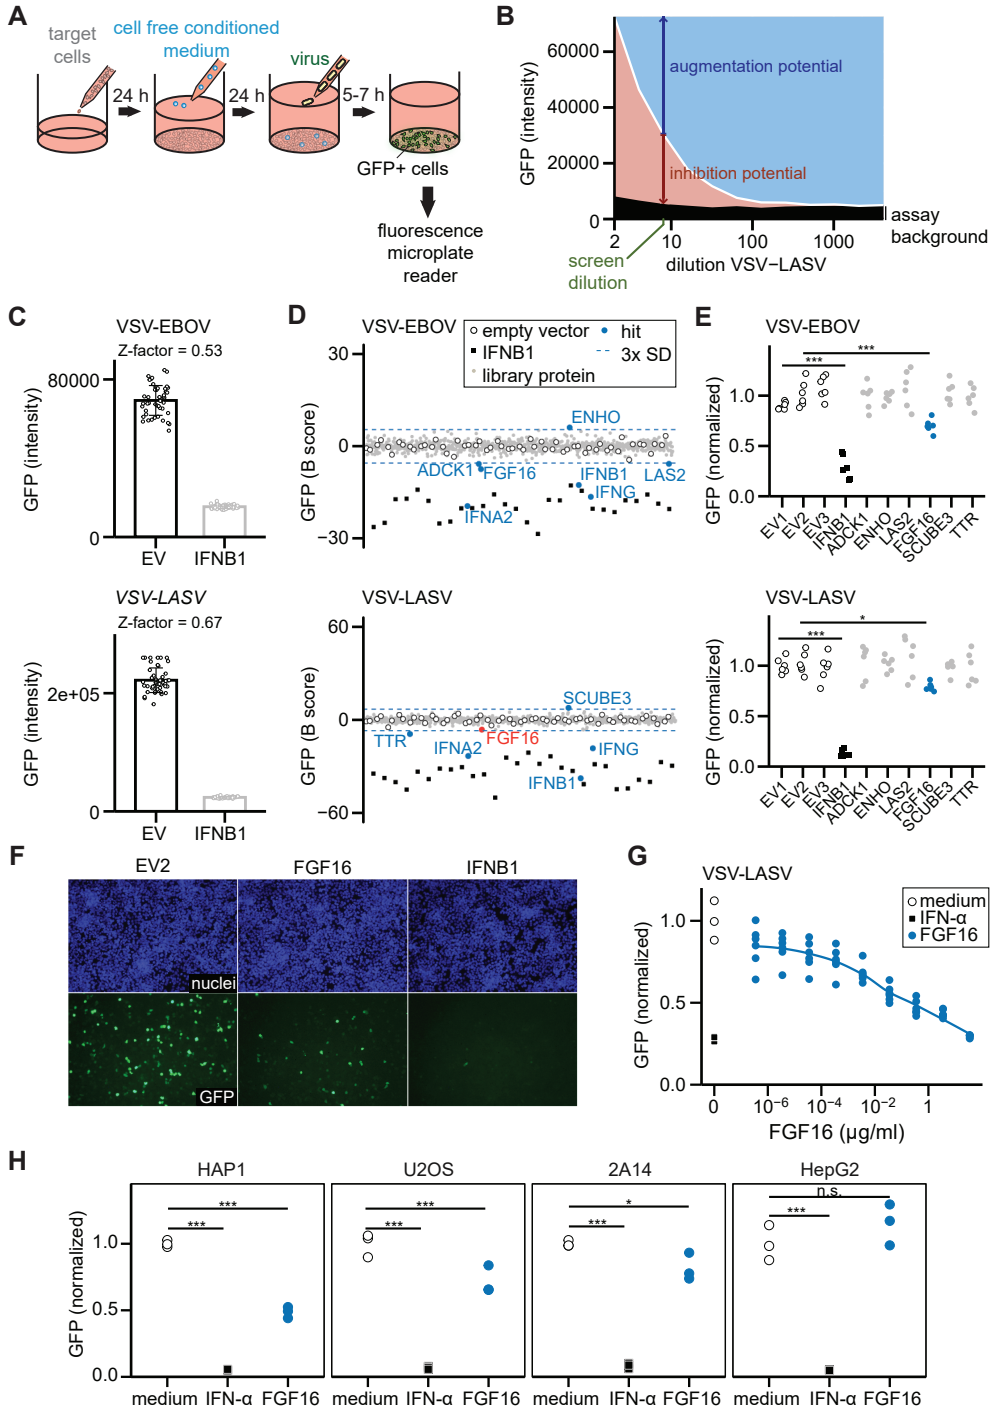 A
target
cells
cell free conditioned
medium
virus
24 h
24 h
5-7 h
GFP+ cells
fluorescence
microplate
reader
B
GFP (intensity)
60000
40000
20000
0
augmentation potential
inhibition potential
assay
background
2
10
100
1000
screen
dilution
dilution VSV−LASV
C
VSV-EBOV
Z-factor = 0.53
GFP (intensity)
80000
0
EV
IFNB1
VSV-LASV
Z-factor = 0.67
GFP (intensity)
2e+05
0
EV
IFNB1
D
VSV-EBOV
empty vector
IFNB1
library protein
hit
3x SD
GFP (B score)
30
0
−30
ENHO
ADCK1
FGF16
IFNB1
LAS2
IFNG
IFNA2
VSV-LASV
GFP (B score)
60
0
−60
SCUBE3
TTR
FGF16
IFNA2
IFNG
IFNB1
E
VSV-EBOV
GFP (normalized)
1.0
0.5
0.0
***
***
EV1
EV2
EV3
IFNB1
ADCK1
ENHO
LAS2
FGF16
SCUBE3
TTR
VSV-LASV
GFP (normalized)
1.0
0.5
0.0
*
***
EV1
EV2
EV3
IFNB1
ADCK1
ENHO
LAS2
FGF16
SCUBE3
TTR
F
EV2
FGF16
IFNB1
nuclei
GFP
G
VSV-LASV
medium
IFN-α
FGF16
GFP (normalized)
1.0
0.5
0.0
0
10−6
10−4
10−2
1
FGF16 (µg/ml)
H
HAP1
U2OS
2A14
HepG2
GFP (normalized)
1.0
0.5
0.0
***
***
***
***
*
***
n.s.
***
medium IFN-α FGF16
medium IFN-α FGF16
medium IFN-α FGF16
medium IFN-α FGF16